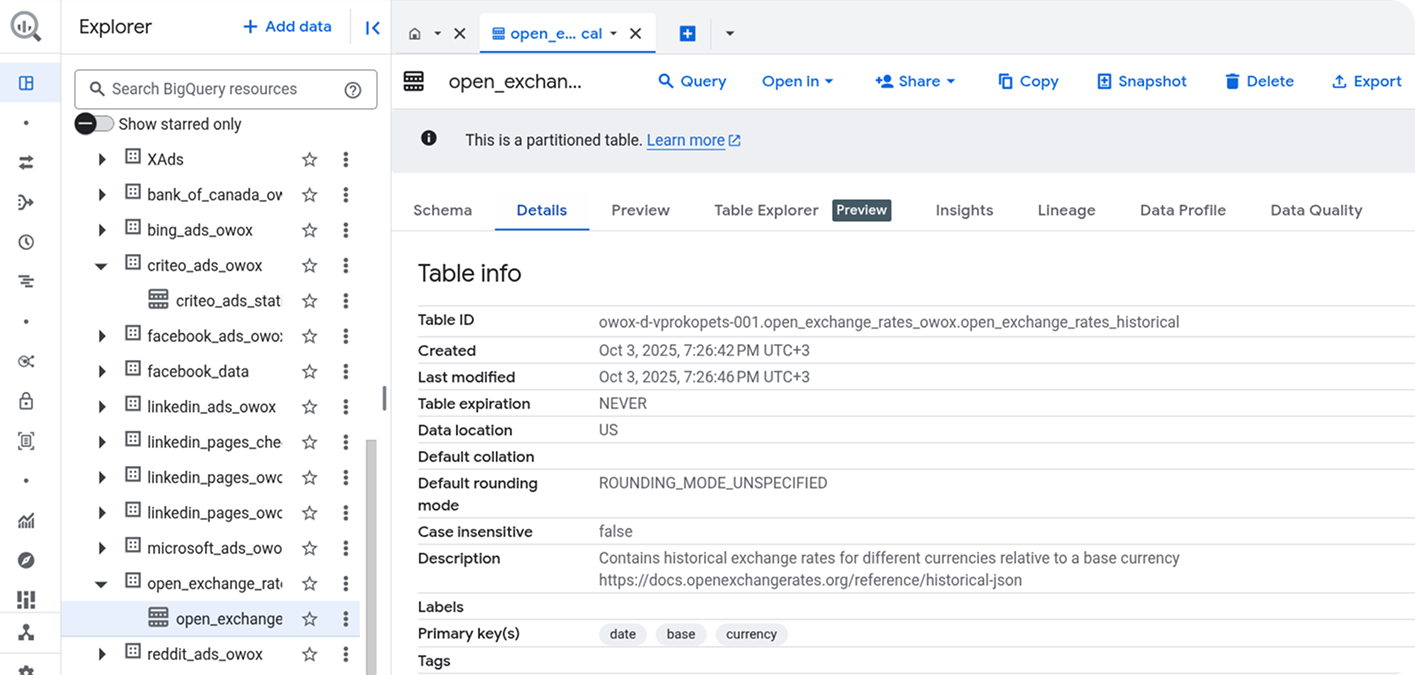 Explorer
+ Add data
Search BigQuery resources
Show starred only
XAds
bank_of_canada_ow
bing_ads_owox
criteo_ads_owox
criteo_ads_stati
facebook_ads_owox
facebook_data
linkedin_ads_owox
linkedin_pages_che
linkedin_pages_owo
linkedin_pages_owo
microsoft_ads_owo
open_exchange_rate
open_exchange
reddit_ads_owox
open_e... cal
open_exchan...
Query Open in Share Copy Snapshot Delete Export
This is a partitioned table. Learn more
Schema Details Preview Table Explorer Preview Insights Lineage Data Profile Data Quality
Table info
Table ID owox-d-vprokopets-001.open_exchange_rates_owox.open_exchange_rates_historical
Created Oct 3, 2025, 7:26:42 PM UTC+3
Last modified Oct 3, 2025, 7:26:46 PM UTC+3
Table expiration NEVER
Data location US
Default collation
Default rounding mode ROUNDING_MODE_UNSPECIFIED
Case insensitive false
Description Contains historical exchange rates for different currencies relative to a base currency
https://docs.openexchangerates.org/reference/historical-json
Labels
Primary key(s) date base currency
Tags